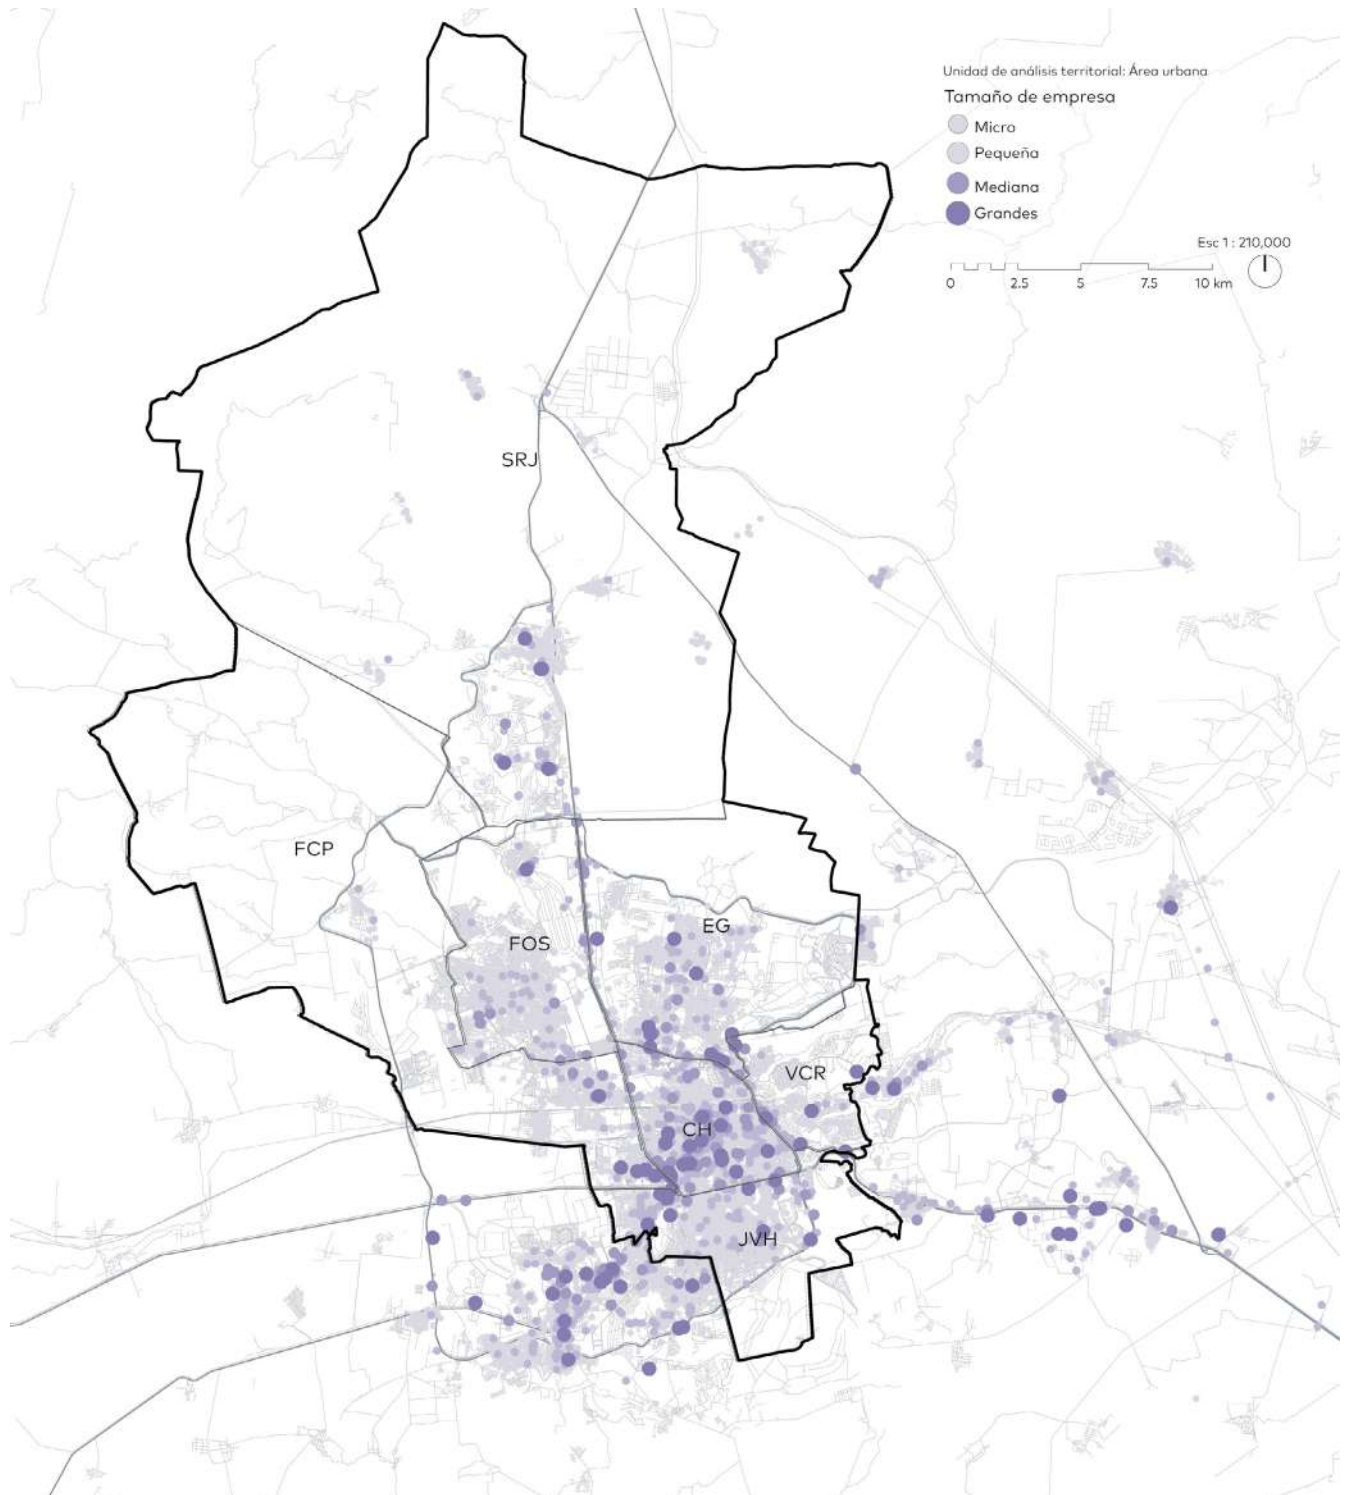 Unidad de análisis territorial: Área urbana
Tamaño de empresa
Micro
Pequeña
Mediana
Grandes
Esc 1 : 210,000
0 2.5 5 7.5 10 km
SRJ
FCP
FOS
EG
VCR
CH
JVH